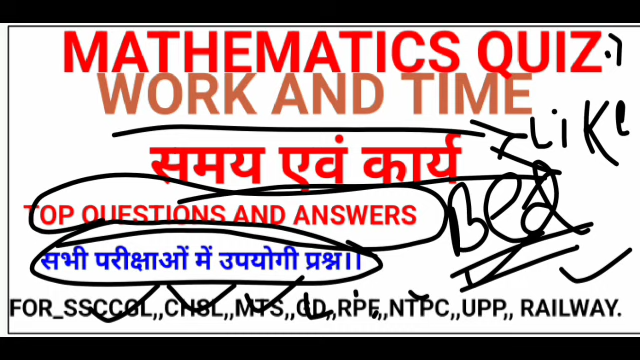 MATHEMATICS QUIZ.
WORK AND TIME
LiKe
समय एवं कार्य
TOP QUESTIONS AND ANSWERS
सभी परीक्षाओं में उपयोगी प्रश्न।।
FOR_SSCCGL,,CHSL,,MTS,,GD,,RPF,,NTPC,,UPP,, RAILWAY.